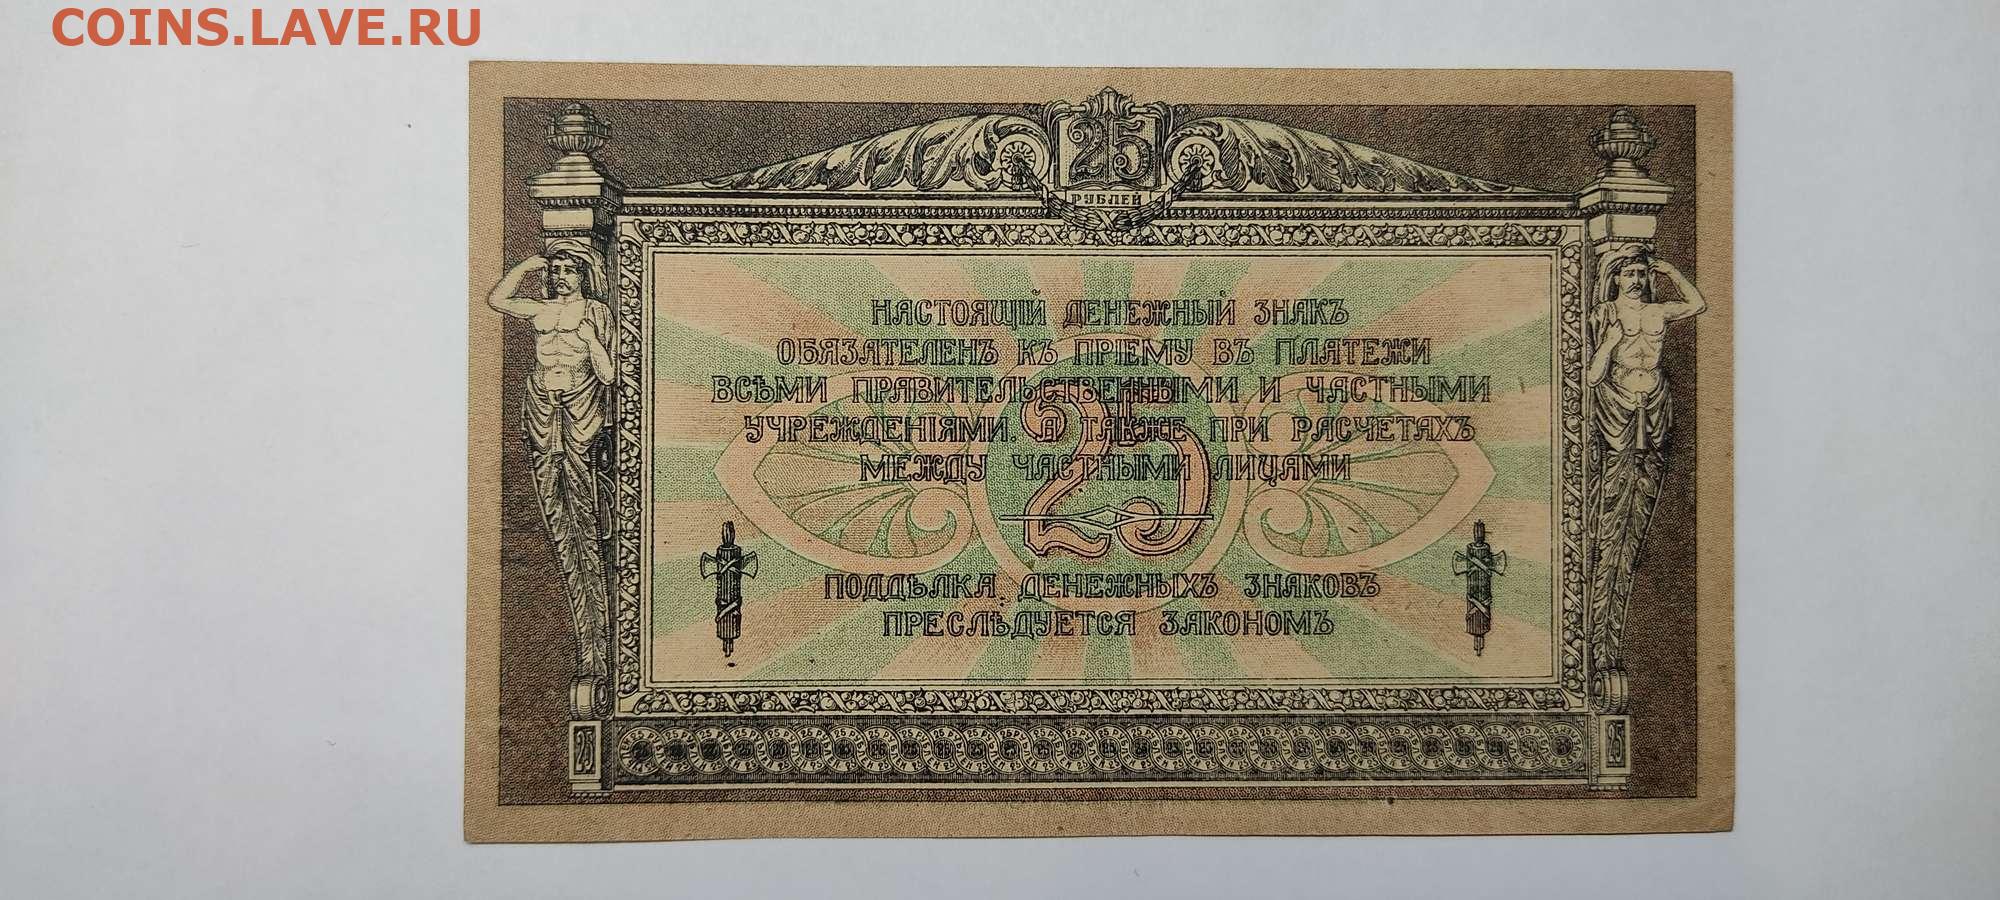 COINS.LAVE.RU
25
РУБЛЕЙ
НАСТОЯЩІЙ ДЕНЕЖНЫЙ ЗНАКЪ
ОБЯЗАТЕЛЕНЪ КЪ ПРІЕМУ ВЪ ПЛАТЕЖИ
ВСѢМИ ПРАВИТЕЛЬСТВЕННЫМИ И ЧАСТНЫМИ
УЧРЕЖДЕНІЯМИ. А ТАКЖЕ ПРИ РАСЧЕТАХЪ
МЕЖДУ ЧАСТНЫМИ ЛИЦАМИ
25
ПОДДѢЛКА ДЕНЕЖНЫХЪ ЗНАКОВЪ
ПРЕСЛѢДУЕТСЯ ЗАКОНОМЪ
25 25